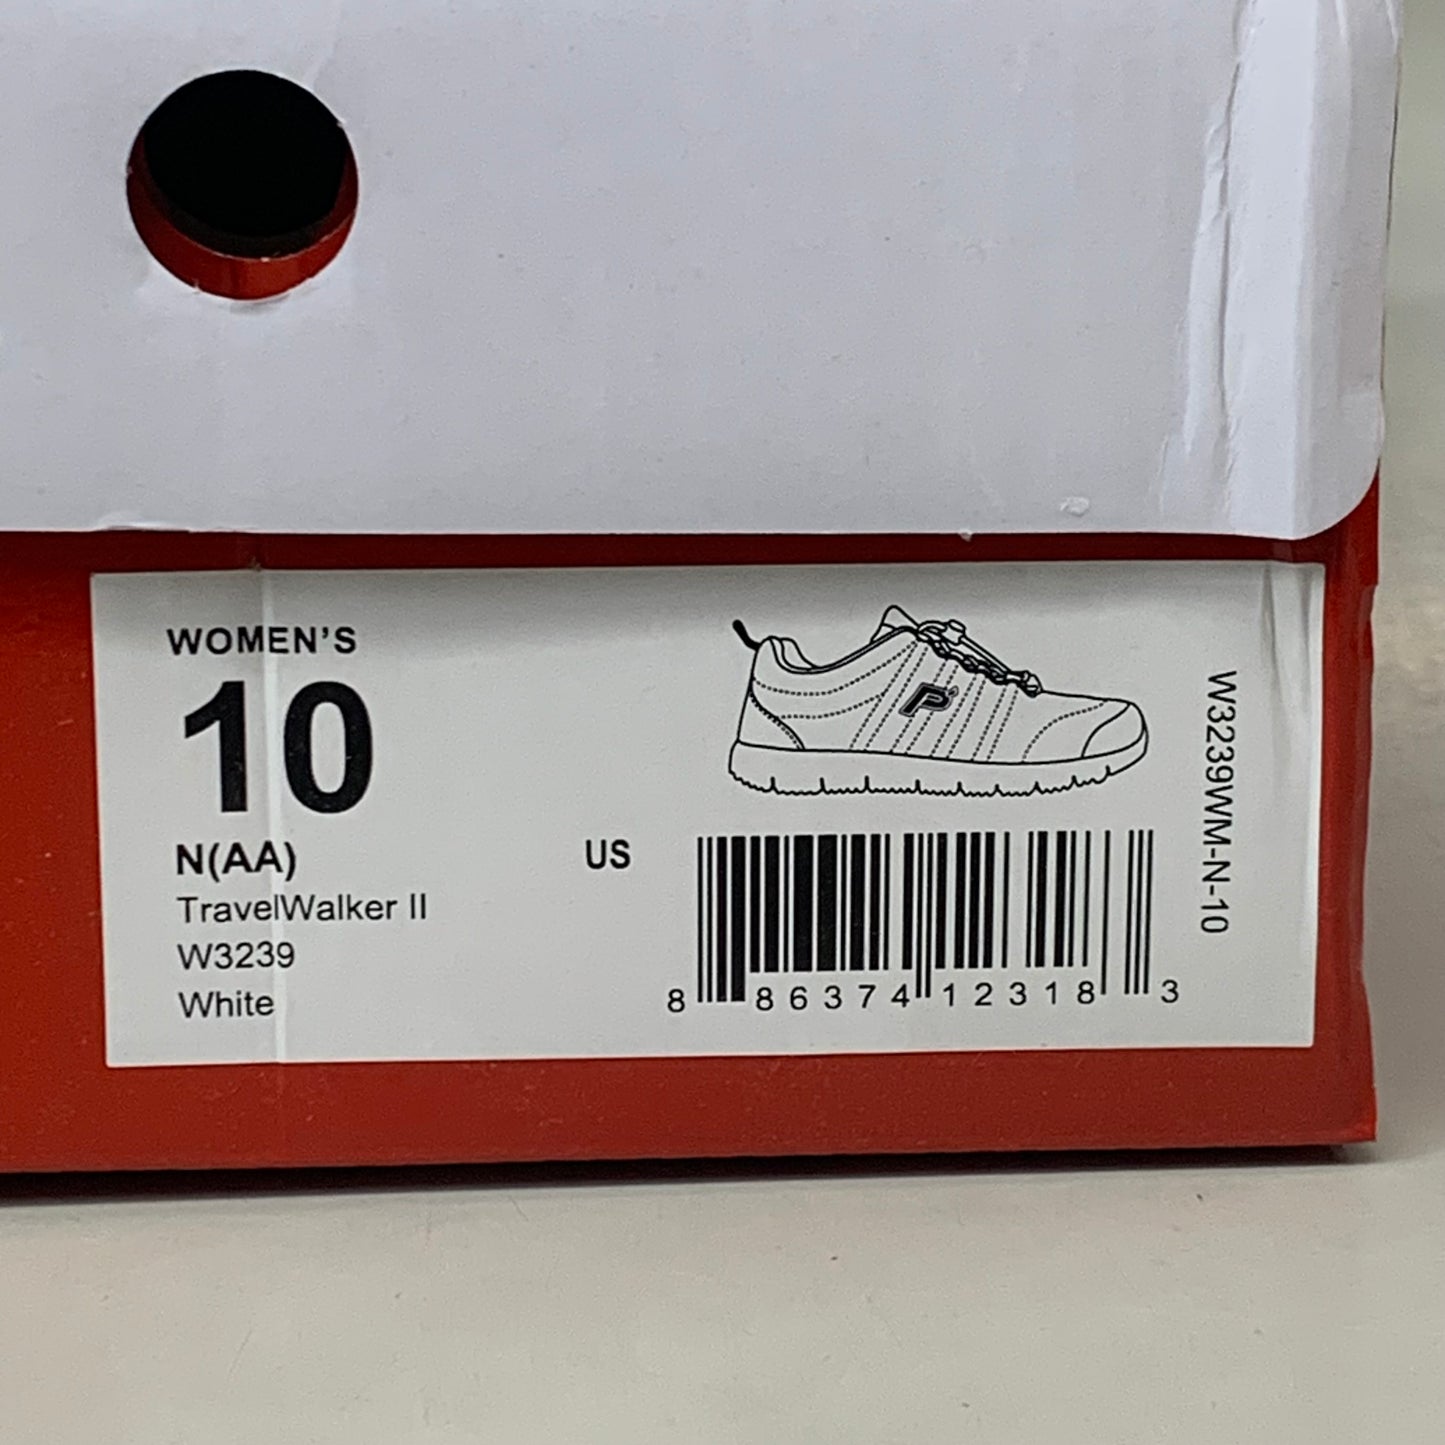 WOMEN'S
10
N(AA)
US
TravelWalker II
W3239
White
P
8 86374 12318 3
W3239WM-N-10